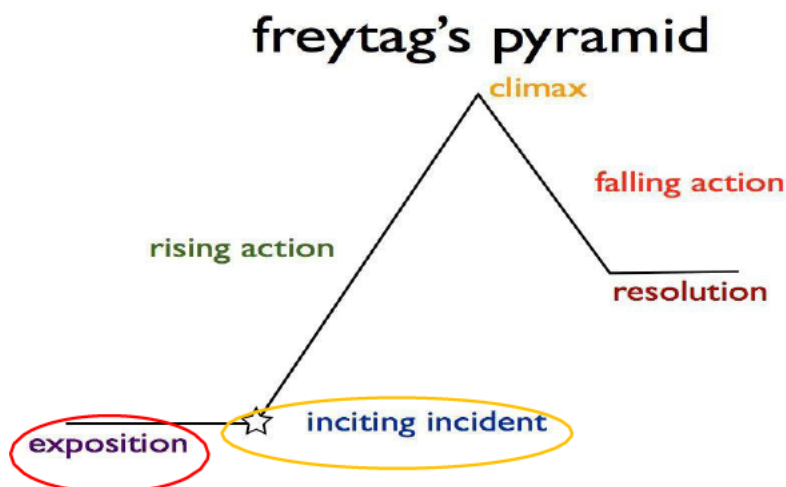 freytag's pyramid
climax
falling action
rising action
resolution
inciting incident
exposition